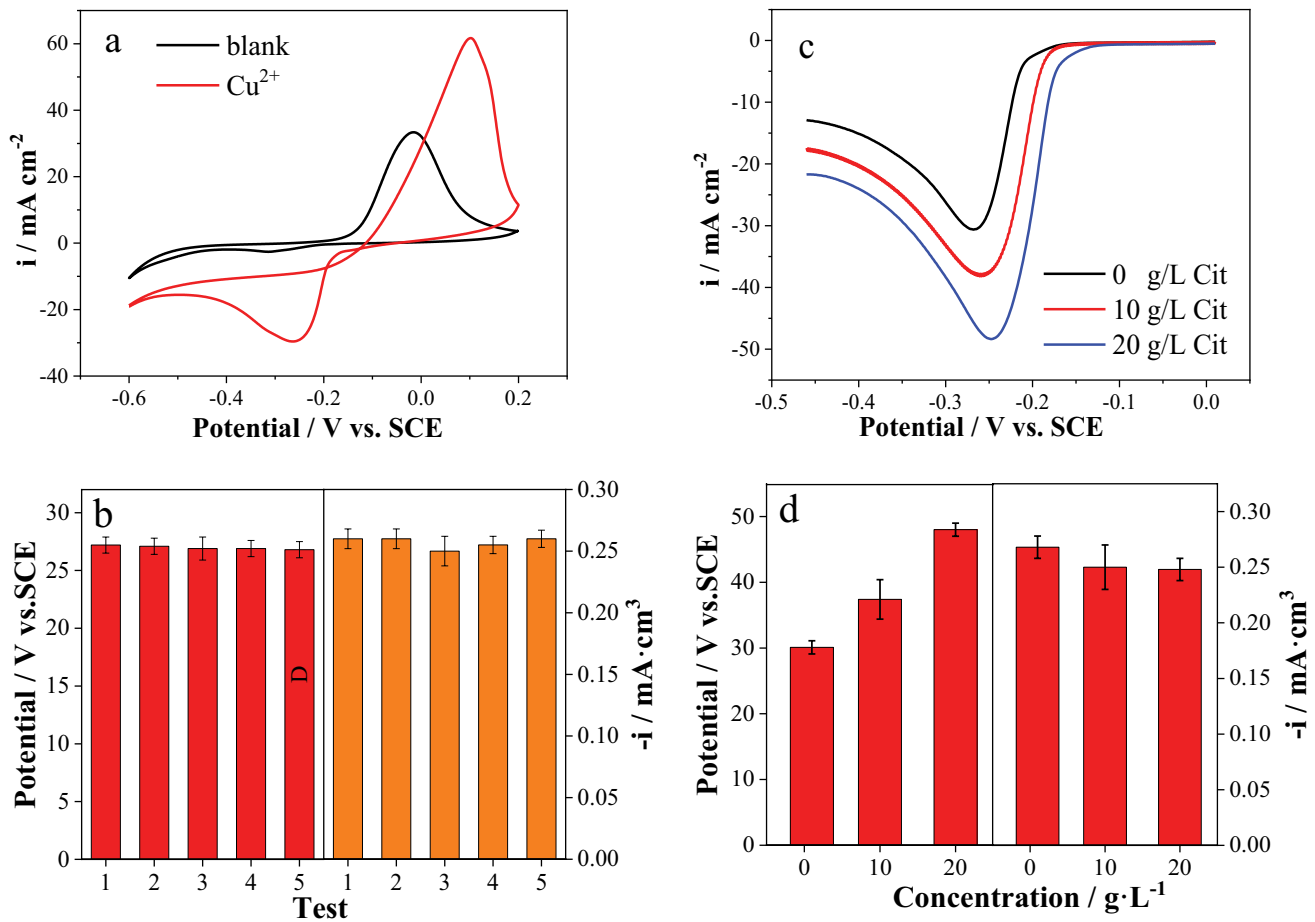 a
blank
Cu²⁺
60
40
20
0
-20
-40
i / mA cm⁻²
-0.6
-0.4
-0.2
0.0
0.2
Potential / V vs. SCE
c
0
-10
-20
-30
-40
-50
i / mA cm⁻²
0 g/L Cit
10 g/L Cit
20 g/L Cit
-0.5
-0.4
-0.3
-0.2
-0.1
0.0
Potential / V vs. SCE
b
30
25
20
15
10
5
0
Potential / V vs.SCE
D
0.30
0.25
0.20
0.15
0.10
0.05
0.00
-i / mA·cm³
1 2 3 4 5 1 2 3 4 5
Test
d
50
40
30
20
10
0
Potential / V vs.SCE
0.30
0.25
0.20
0.15
0.10
0.05
0.00
-i / mA·cm³
0 10 20 0 10 20
Concentration / g·L⁻¹